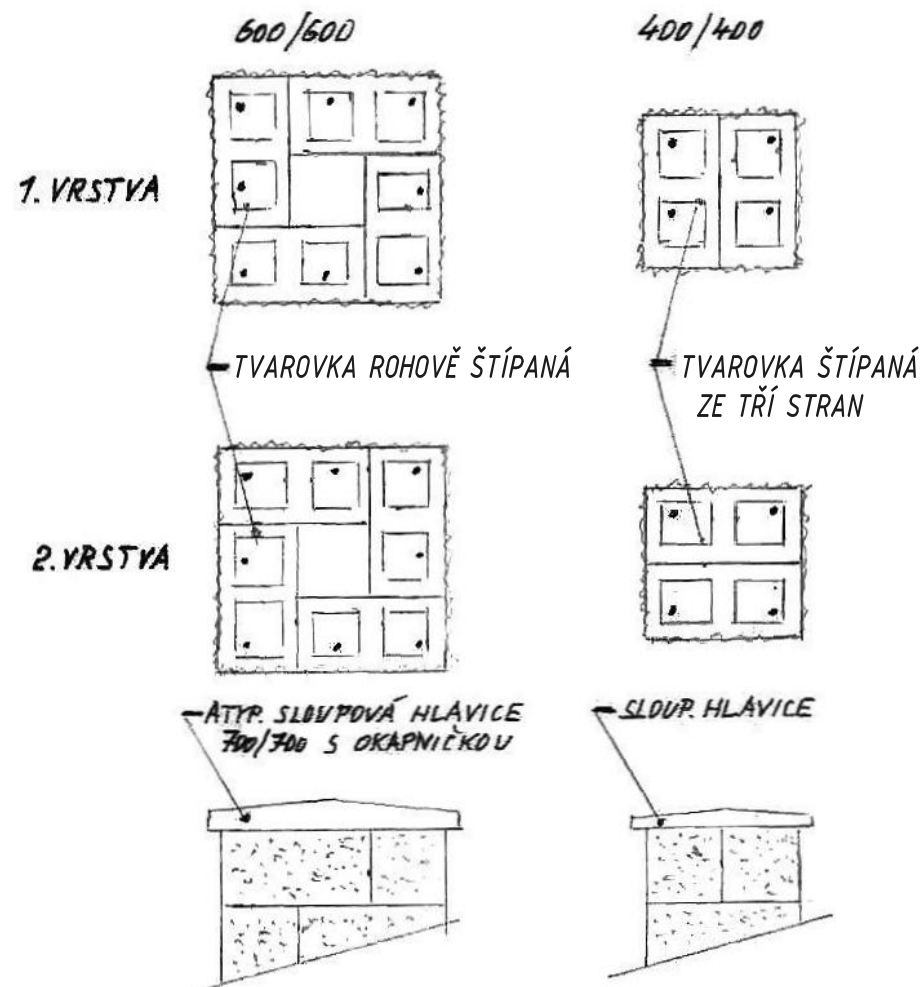 600/600
400/400
1. VRSTVA
TVAROVKA ROHOVĚ ŠTÍPANÁ
TVAROVKA ŠTÍPANÁ
ZE TŘÍ STRAN
2. VRSTVA
ATYP. SLOUPOVÁ HLAVICE
700/700 S OKAPNIČKOU
SLOUP. HLAVICE